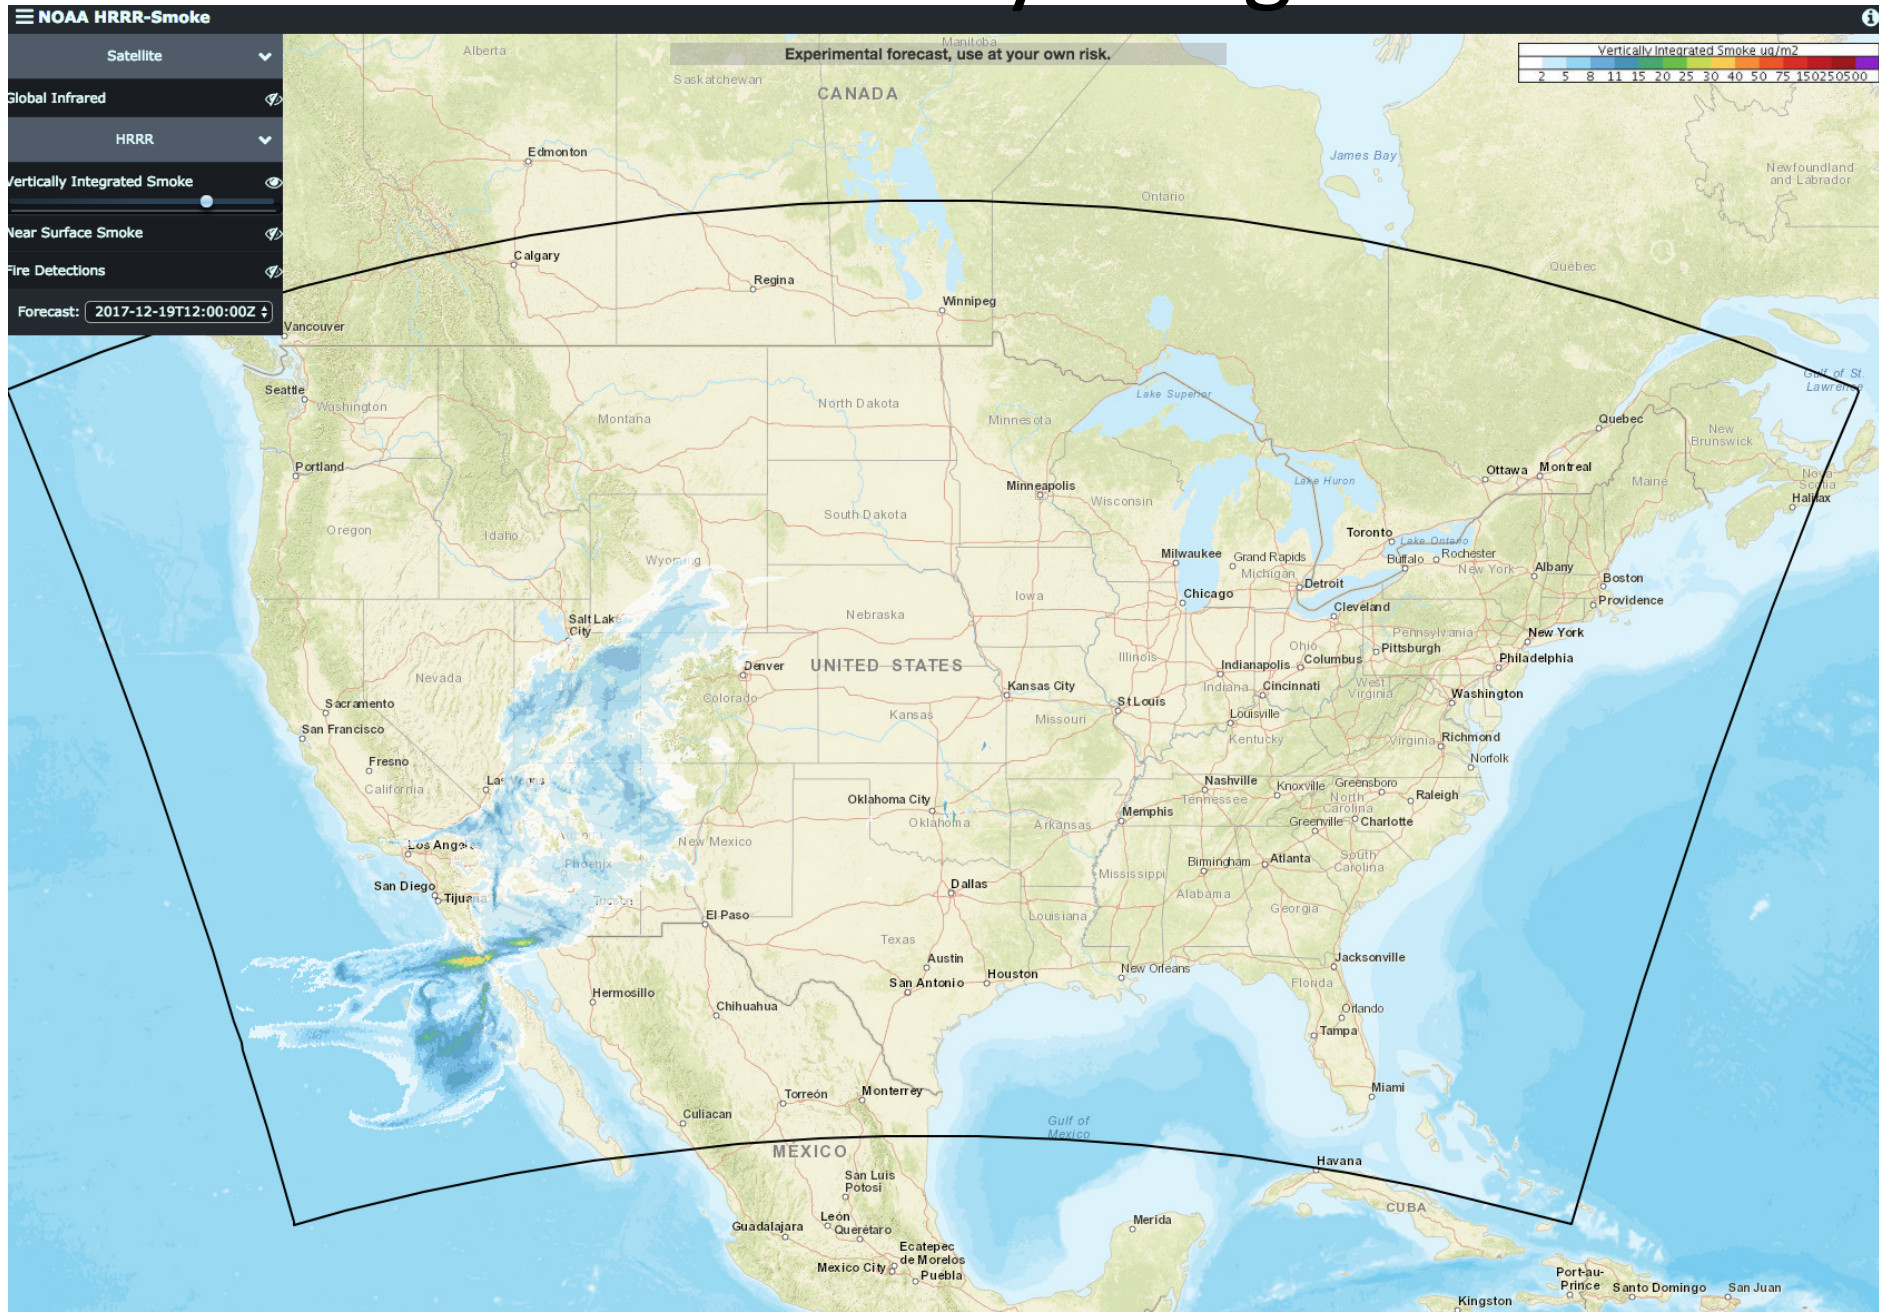 NOAA HRRR-Smoke
Satellite
Global Infrared
HRRR
Vertically Integrated Smoke
Near Surface Smoke
Fire Detections
Forecast: 2017-12-19T12:00:00Z
Experimental forecast, use at your own risk.
Vertically Integrated Smoke ug/m2
2 5 8 11 15 20 25 30 40 50 75 150 250 500
Alberta
Manitoba
Saskatchewan
CANADA
Edmonton
James Bay
Newfoundland
and Labrador
Ontario
Calgary
Regina
Québec
Winnipeg
Vancouver
Gulf of St.
Lawrence
Seattle
Washington
Montana
North Dakota
Minnesota
Lake Superior
Quebec
New
Brunswick
Portland
Ottawa
Montreal
Nova
Scotia
Halifax
Maine
Minneapolis
Wisconsin
Lake Huron
South Dakota
Oregon
Idaho
Toronto
Lake Ontario
Wyoming
Milwaukee
Grand Rapids
Michigan
Buffalo
Rochester
New York
Albany
Detroit
Boston
Providence
Chicago
Iowa
Cleveland
Nebraska
Salt Lake
City
Pennsylvania
New York
Ohio
Pittsburgh
Denver
UNITED STATES
Illinois
Indianapolis
Columbus
Philadelphia
Nevada
Colorado
Kansas City
Indiana
Cincinnati
West
Virginia
Washington
Sacramento
San Francisco
Kansas
Missouri
St Louis
Louisville
Kentucky
Virginia
Richmond
Norfolk
Fresno
California
Las Vegas
Oklahoma City
Oklahoma
Nashville
Tennessee
Knoxville
Greensboro
North
Carolina
Raleigh
Memphis
Arkansas
Greenville
Charlotte
Los Angeles
New Mexico
Phoenix
Birmingham
Atlanta
South
Carolina
San Diego
Tijuana
Tucson
Dallas
Mississippi
Alabama
Georgia
El Paso
Louisiana
Texas
Austin
San Antonio
Houston
New Orleans
Jacksonville
Florida
Hermosillo
Chihuahua
Orlando
Tampa
Torreón
Monterrey
Miami
Culiacan
Gulf of
Mexico
MÉXICO
Havana
San Luis
Potosí
CUBA
Guadalajara
León
Querétaro
Merida
Ecatepec
de Morelos
Mexico City
Puebla
Port-au-
Prince
Santo Domingo
San Juan
Kingston